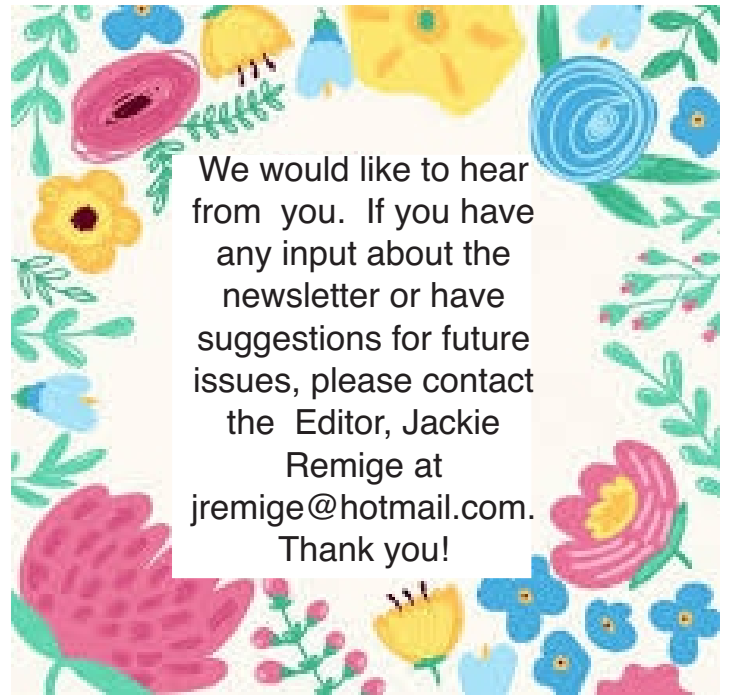 We would like to hear
from  you.  If you have
any input about the
newsletter or have
suggestions for future
issues, please contact
the  Editor, Jackie
Remige at
jremige@hotmail.com.
Thank you!